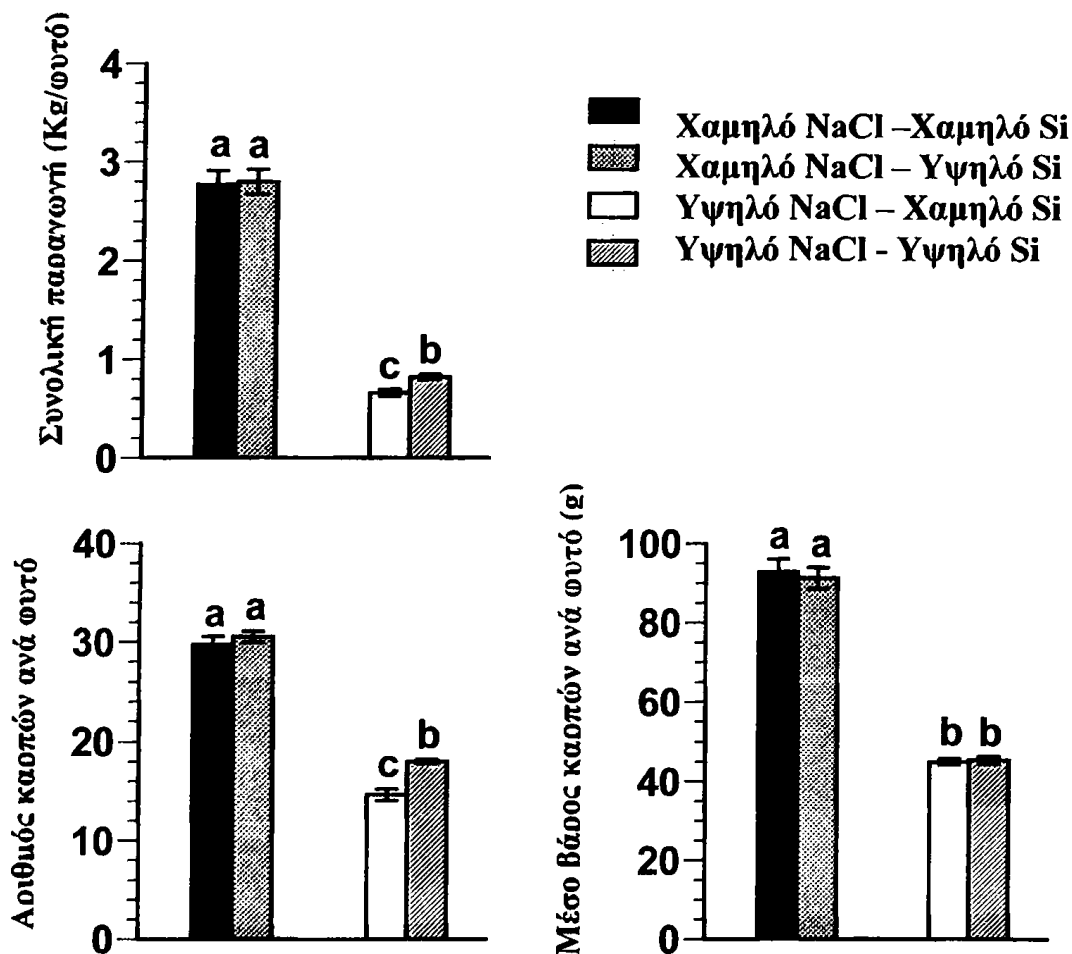 Συνολική παραγωγή (Kg/φυτό)
4
3
2
1
0
a
a
c
b
Χαμηλό NaCl –Χαμηλό Si
Χαμηλό NaCl – Υψηλό Si
Υψηλό NaCl – Χαμηλό Si
Υψηλό NaCl - Υψηλό Si
Αριθμός καρπών ανά φυτό
40
30
20
10
0
a
a
c
b
Μέσο βάρος καρπών ανά φυτό (g)
100
80
60
40
20
0
a
a
b
b